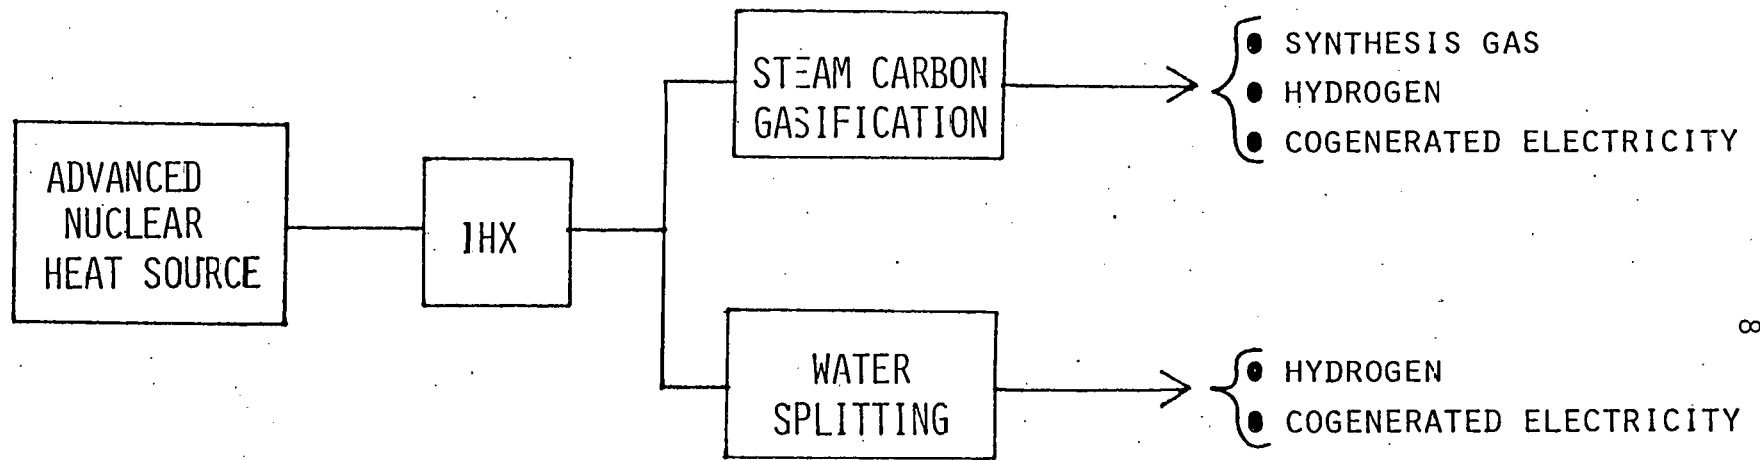 ADVANCED
NUCLEAR
HEAT SOURCE
IHX
STEAM CARBON
GASIFICATION
• SYNTHESIS GAS
• HYDROGEN
• COGENERATED ELECTRICITY
WATER
SPLITTING
• HYDROGEN
• COGENERATED ELECTRICITY
8